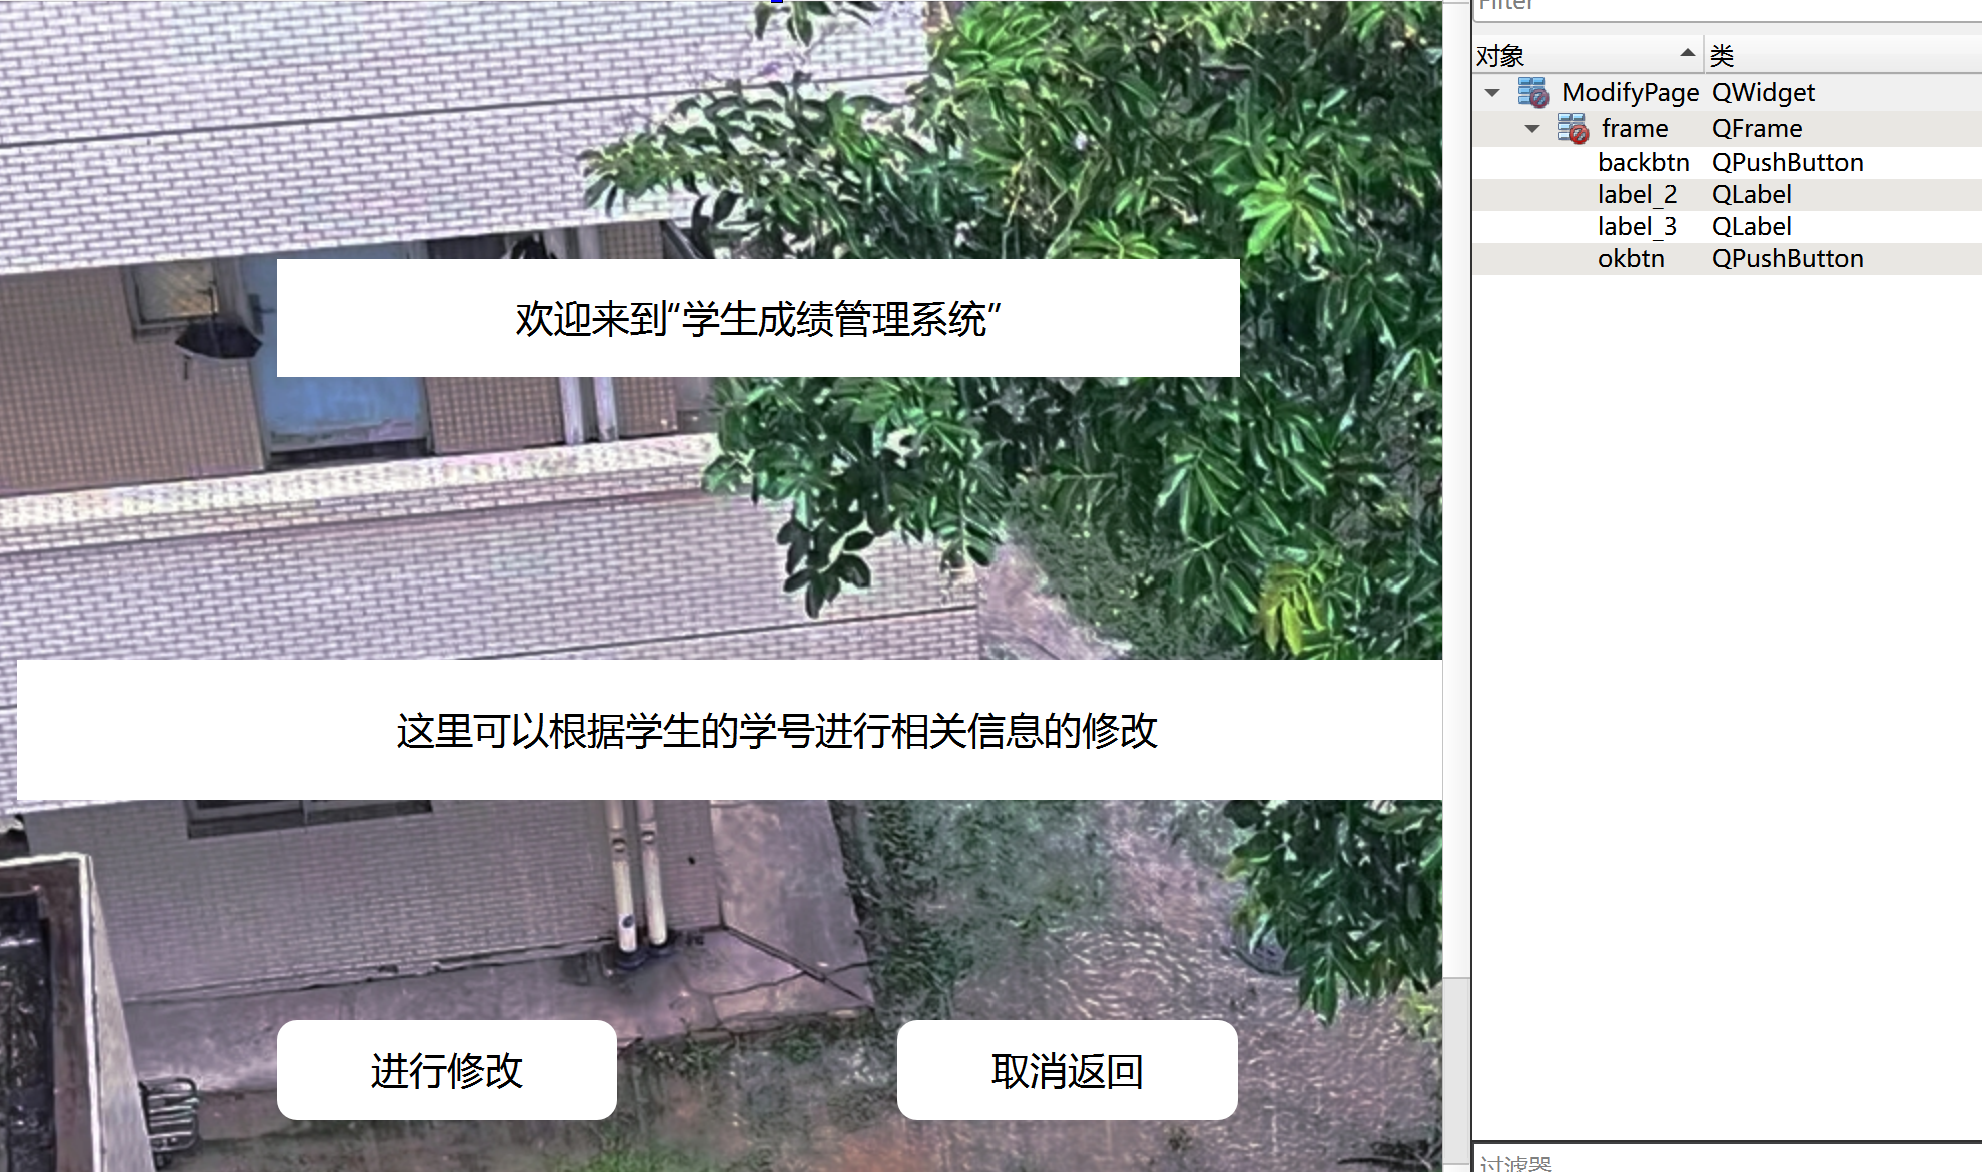 Filter
对象 类
ModifyPage QWidget
frame QFrame
backbtn QPushButton
label_2 QLabel
label_3 QLabel
okbtn QPushButton
欢迎来到“学生成绩管理系统”
这里可以根据学生的学号进行相关信息的修改
进行修改 取消返回
过滤器